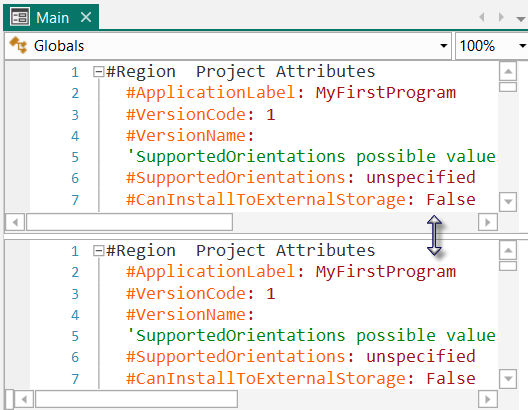 Main
Globals 100%
1 #Region  Project Attributes
2 #ApplicationLabel: MyFirstProgram
3 #VersionCode: 1
4 #VersionName:
5 'SupportedOrientations possible value
6 #SupportedOrientations: unspecified
7 #CanInstallToExternalStorage: False
1 #Region  Project Attributes
2 #ApplicationLabel: MyFirstProgram
3 #VersionCode: 1
4 #VersionName:
5 'SupportedOrientations possible value
6 #SupportedOrientations: unspecified
7 #CanInstallToExternalStorage: False